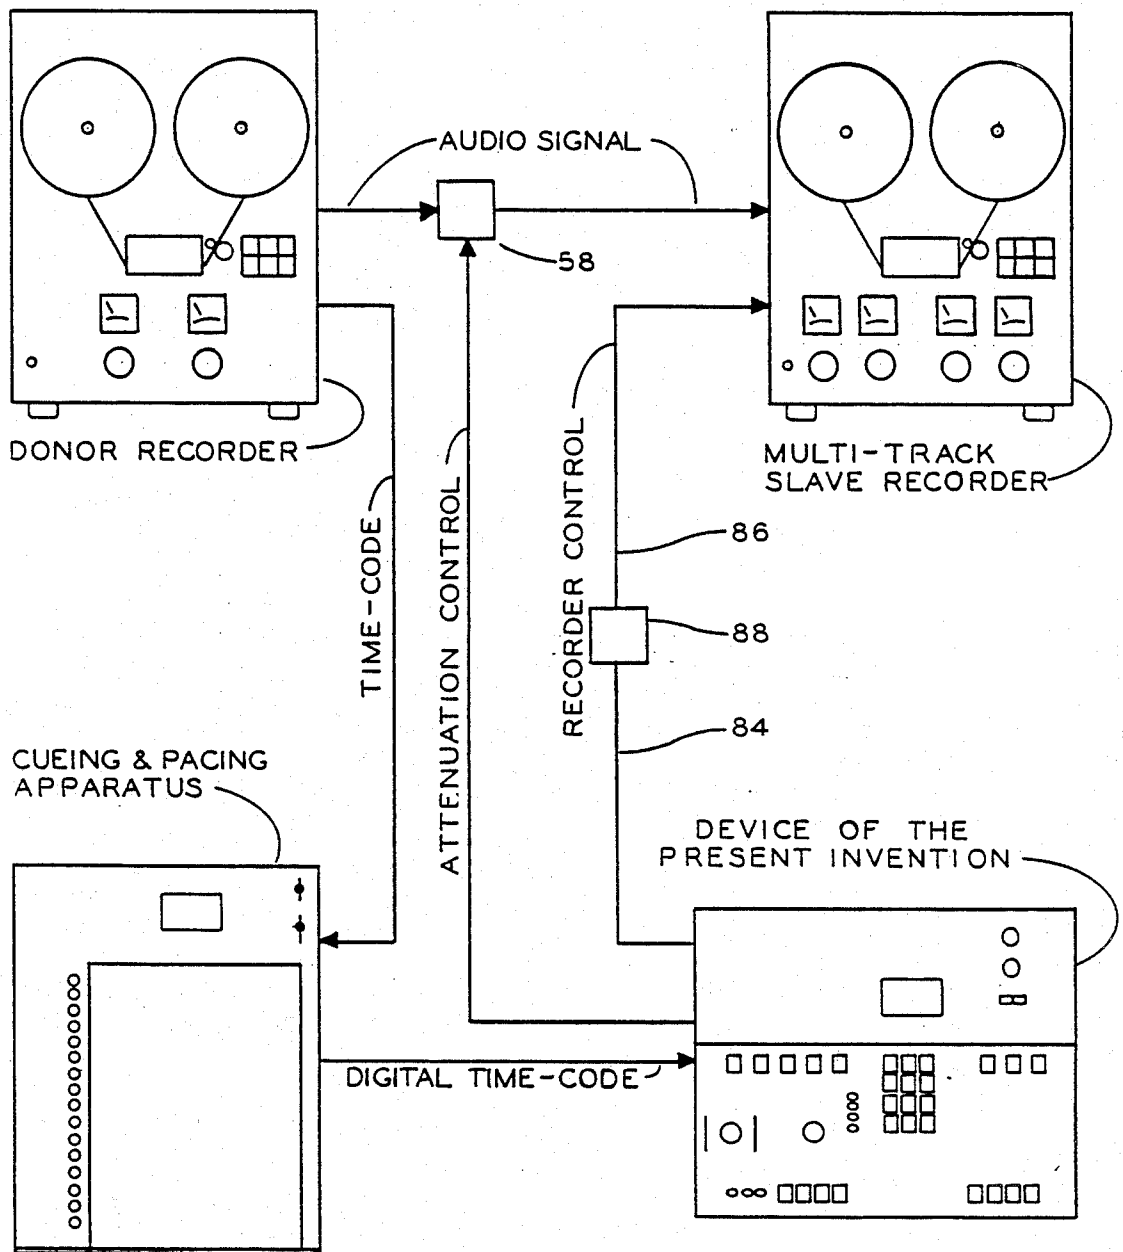 AUDIO SIGNAL
58
DONOR RECORDER
MULTI-TRACK
SLAVE RECORDER
TIME-CODE
ATTENUATION CONTROL
RECORDER CONTROL
86
88
84
CUEING & PACING
APPARATUS
DEVICE OF THE
PRESENT INVENTION
DIGITAL TIME-CODE